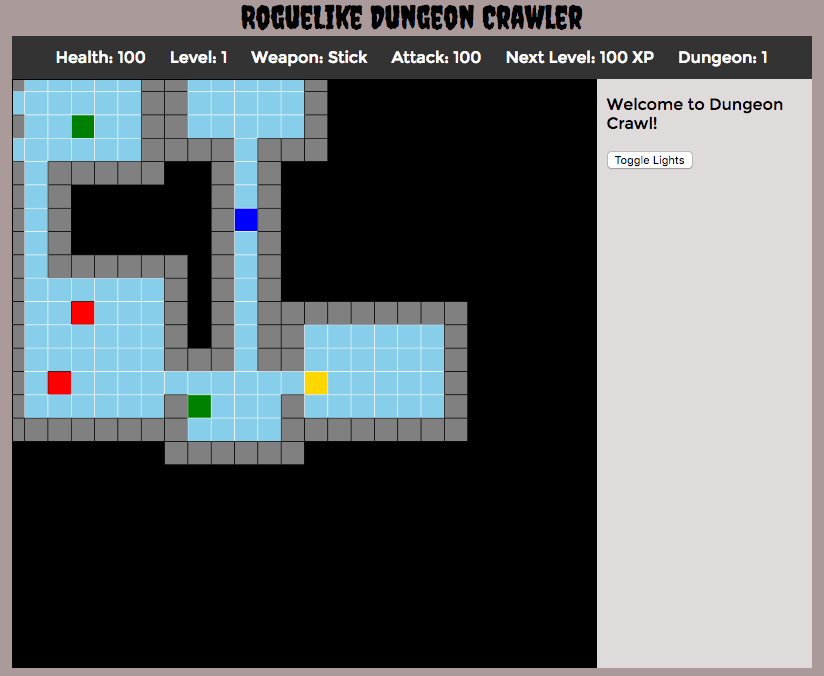 ROGUELIKE DUNGEON CRAWLER
Health: 100 Level: 1 Weapon: Stick Attack: 100 Next Level: 100 XP Dungeon: 1
Welcome to Dungeon
Crawl!
Toggle Lights